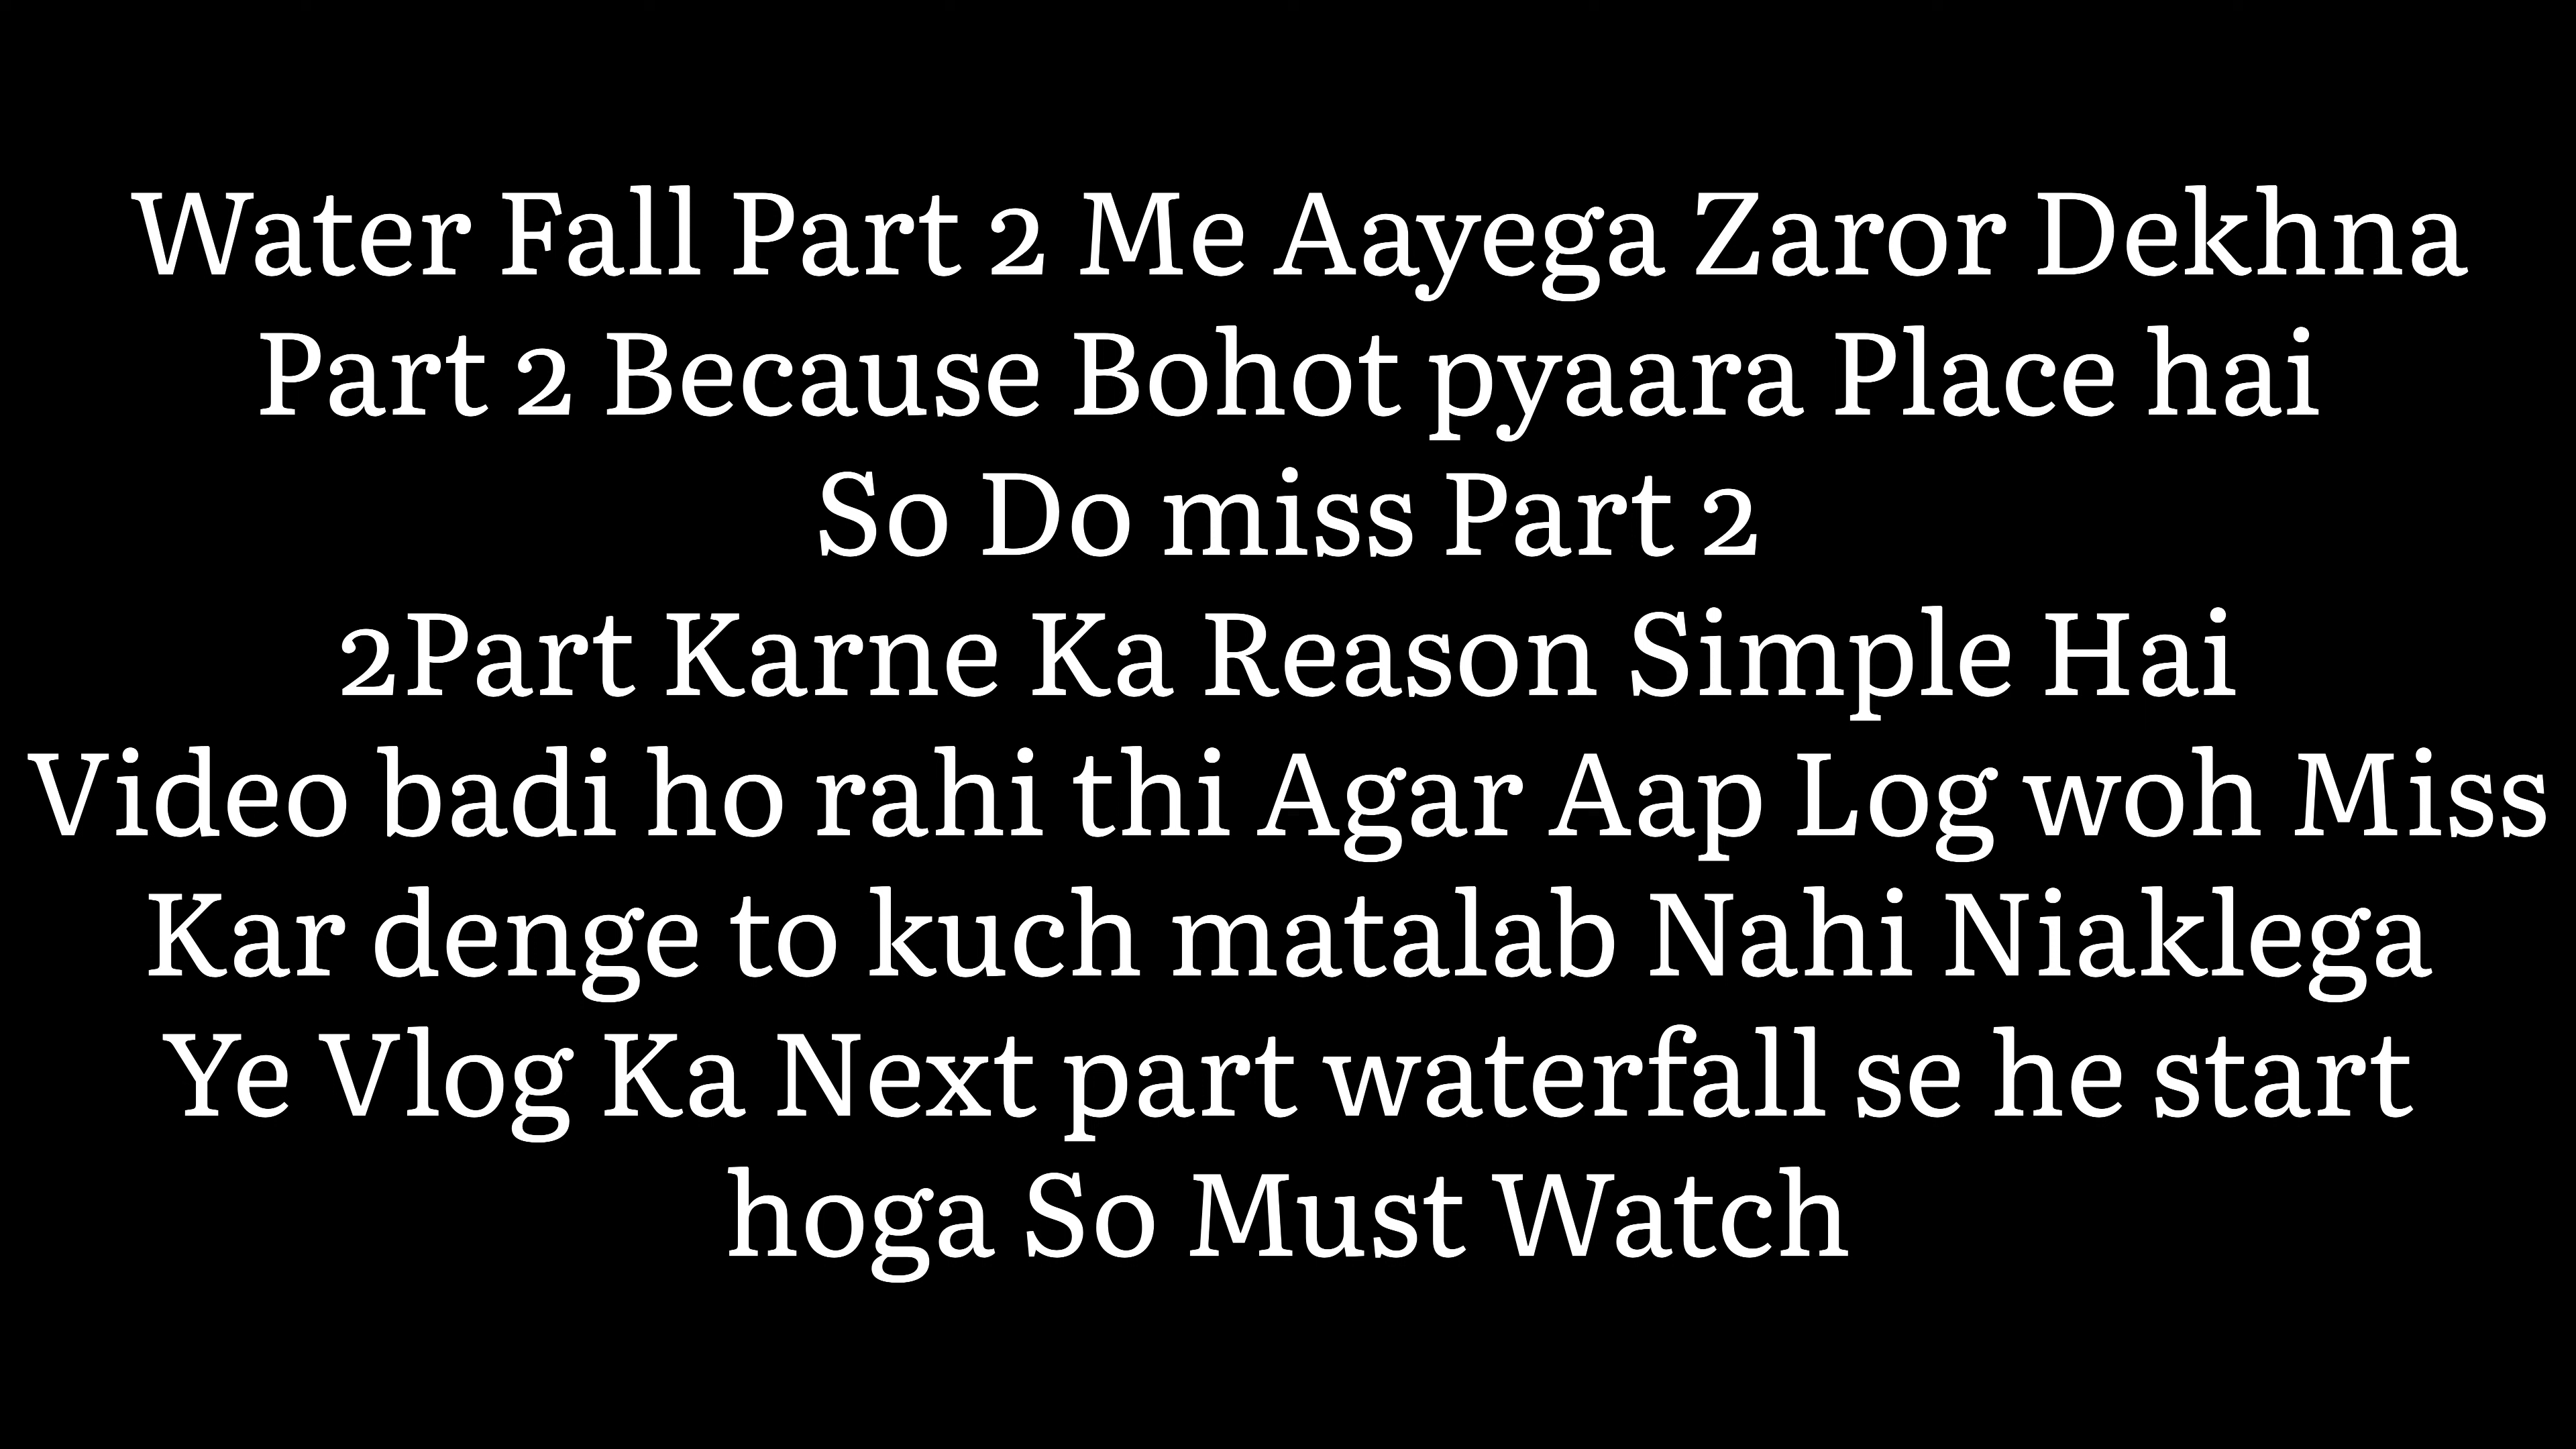 Water Fall Part 2 Me Aayega Zaror Dekhna
Part 2 Because Bohot pyaara Place hai
So Do miss Part 2
2Part Karne Ka Reason Simple Hai
Video badi ho rahi thi Agar Aap Log woh Miss
Kar denge to kuch matalab Nahi Niaklega
Ye Vlog Ka Next part waterfall se he start
hoga So Must Watch